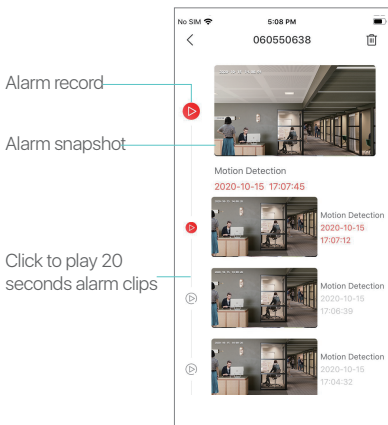 No SIM 5:08 PM
060550638
Alarm record
Alarm snapshot
Motion Detection
2020-10-15 17:07:45
Motion Detection
2020-10-15
17:07:12
Click to play 20
seconds alarm clips
Motion Detection
2020-10-15
17:06:39
Motion Detection
2020-10-15
17:04:32